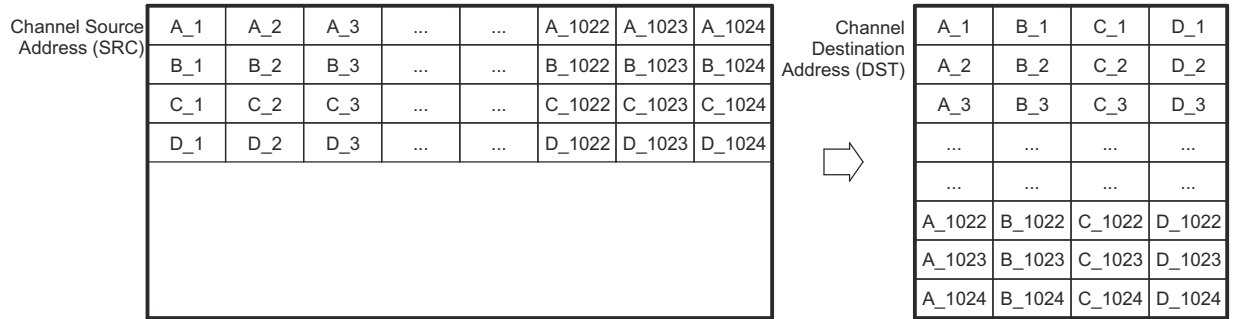 Channel Source
Address (SRC)
A_1 A_2 A_3 ... ... A_1022 A_1023 A_1024
B_1 B_2 B_3 ... ... B_1022 B_1023 B_1024
C_1 C_2 C_3 ... ... C_1022 C_1023 C_1024
D_1 D_2 D_3 ... ... D_1022 D_1023 D_1024
Channel
Destination
Address (DST)
A_1 B_1 C_1 D_1
A_2 B_2 C_2 D_2
A_3 B_3 C_3 D_3
... ... ... ...
... ... ... ...
A_1022 B_1022 C_1022 D_1022
A_1023 B_1023 C_1023 D_1023
A_1024 B_1024 C_1024 D_1024